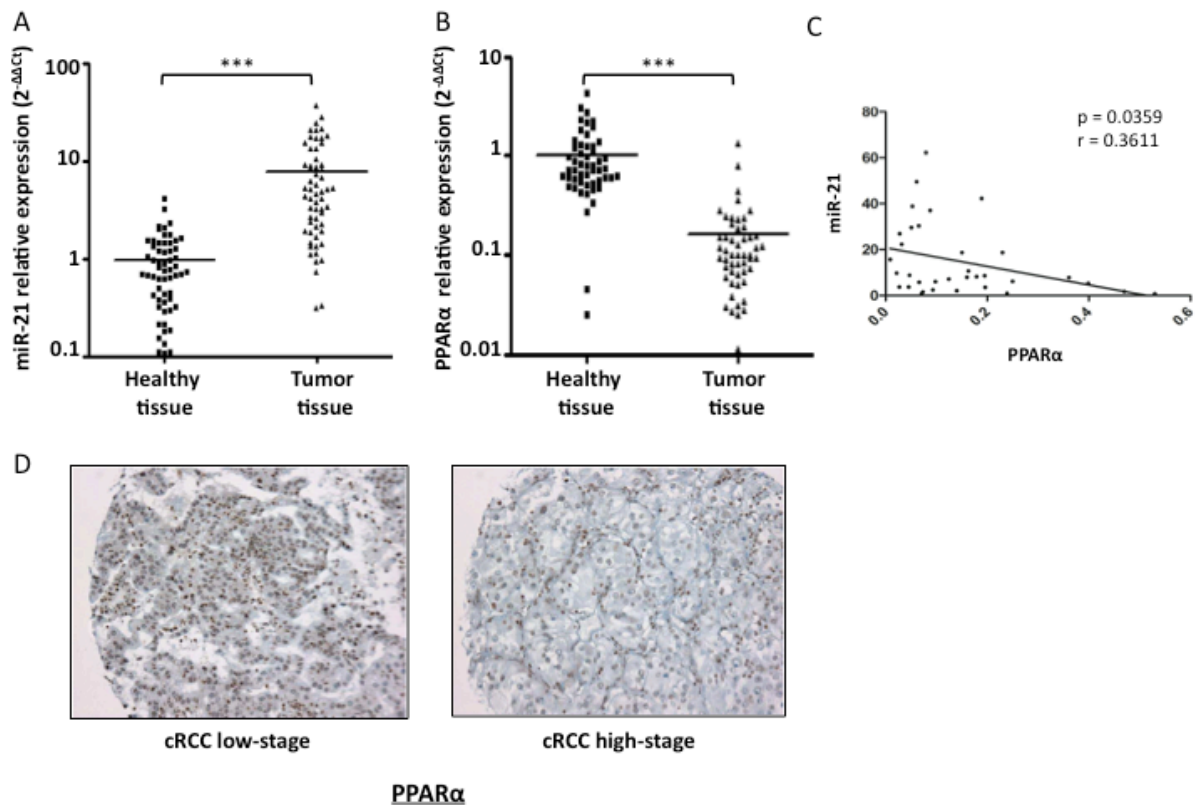 A
miR-21 relative expression (2-ΔΔCt)
100
10
1
0.1
***
Healthy
tissue
Tumor
tissue
B
PPARα relative expression (2-ΔΔCt)
10
1
0.1
0.01
***
Healthy
tissue
Tumor
tissue
C
p = 0.0359
r = 0.3611
miR-21
80
60
40
20
0
0.0
0.2
0.4
0.6
PPARα
D
cRCC low-stage
cRCC high-stage
PPARα